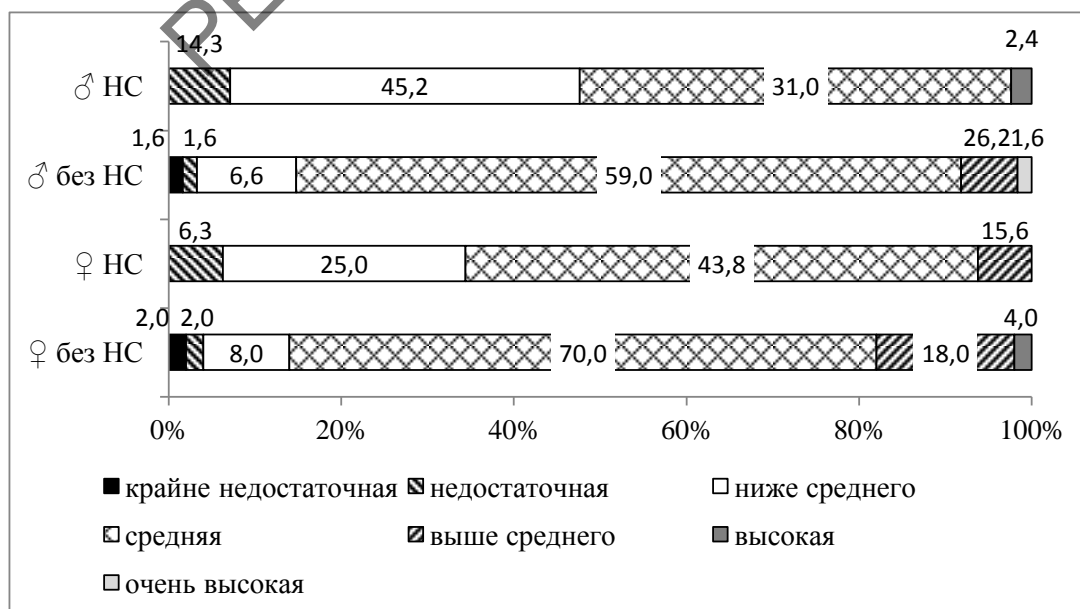 РЕ
14,3 2,4
♂ НС 45,2 31,0
1,6 1,6 26,2 1,6
♂ без НС 6,6 59,0
6,3 15,6
♀ НС 25,0 43,8
2,0 2,0 4,0
♀ без НС 8,0 70,0 18,0
0% 20% 40% 60% 80% 100%
крайне недостаточная недостаточная ниже среднего
средняя выше среднего высокая
очень высокая